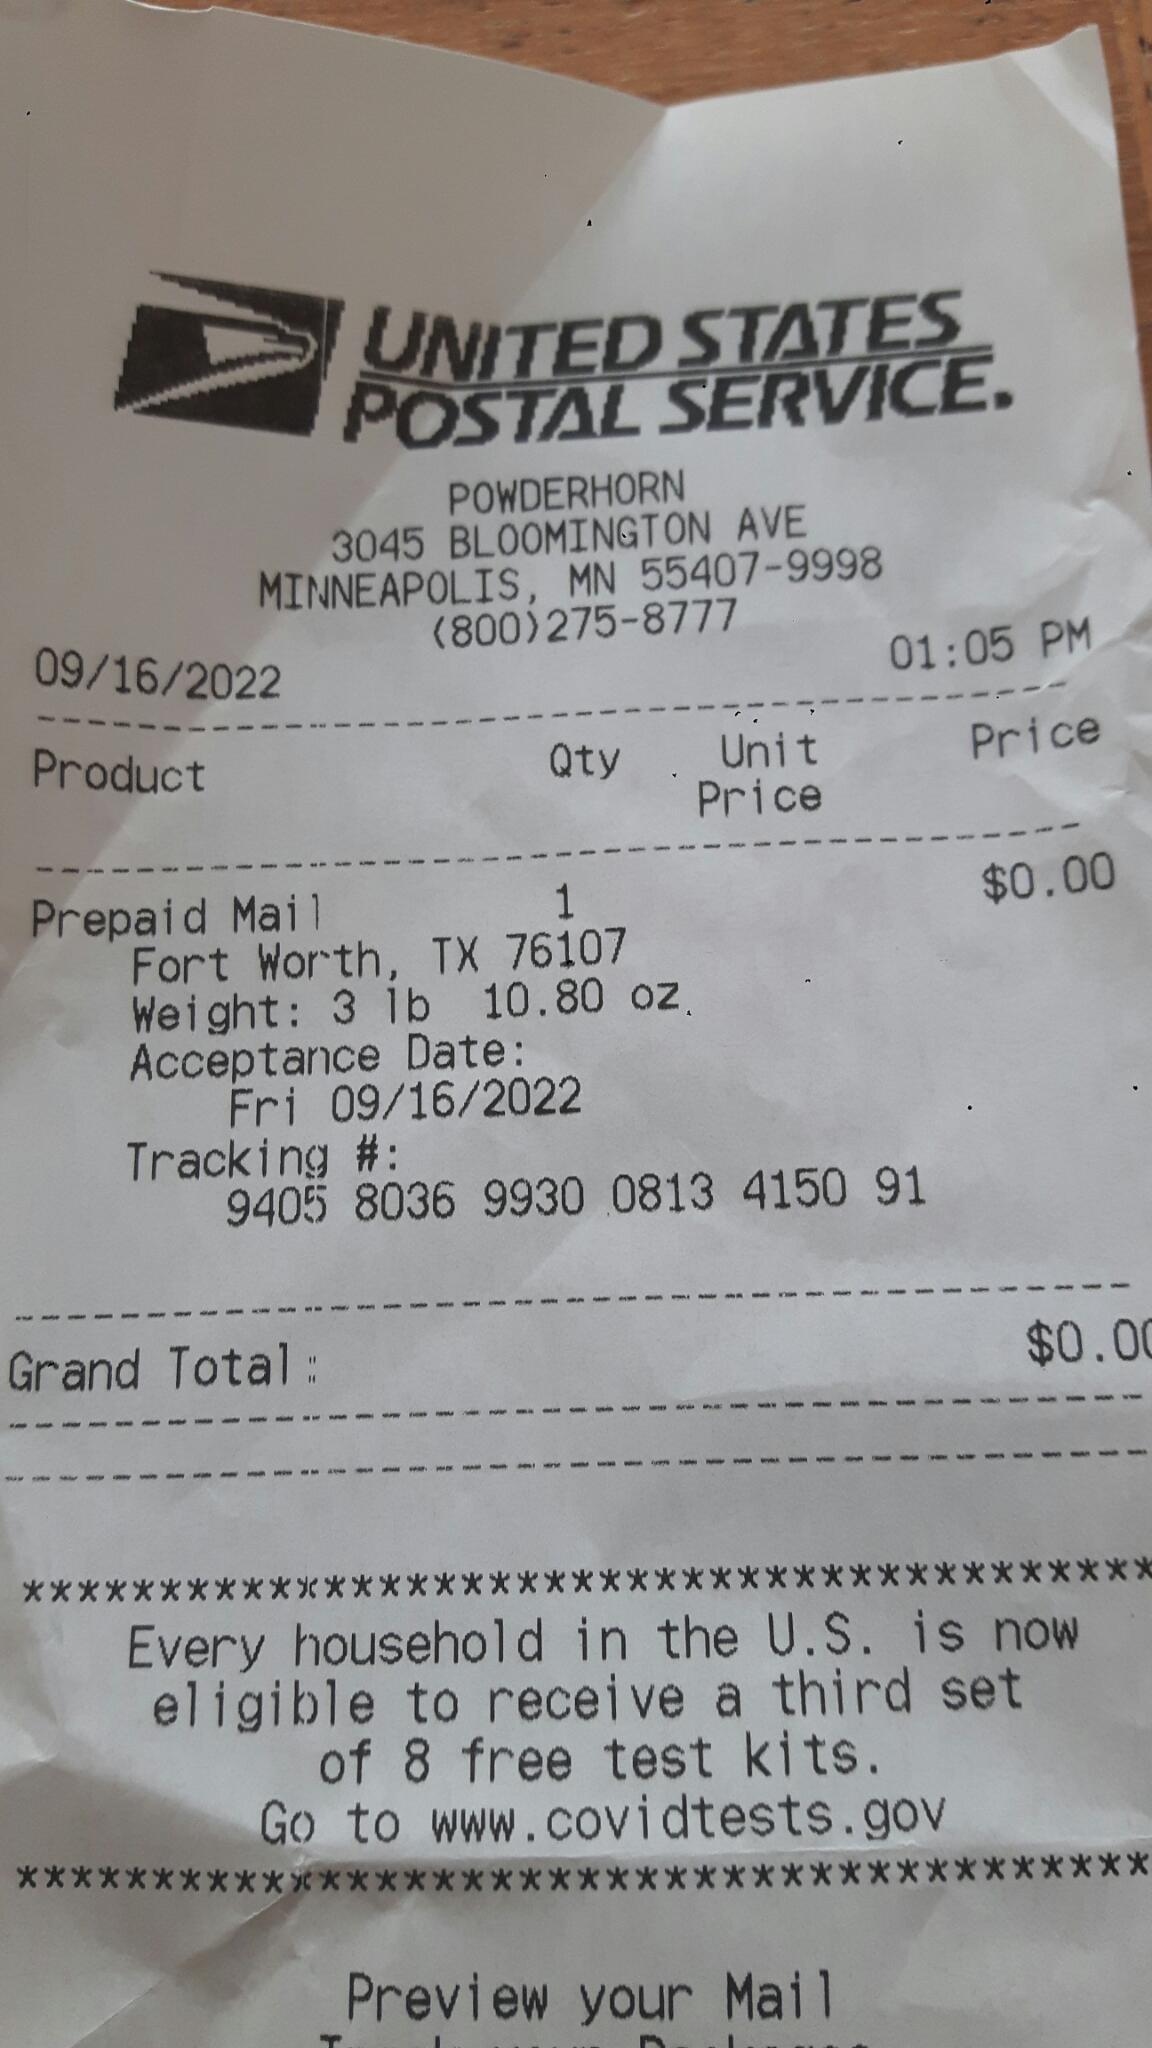 UNITED STATES
POSTAL SERVICE.
POWDERHORN
3045 BLOOMINGTON AVE
MINNEAPOLIS, MN 55407-9998
(800)275-8777
09/16/2022 01:05 PM
Product Qty Unit Price
Price
Prepaid Mail 1 $0.00
Fort Worth, TX 76107
Weight: 3 lb 10.80 oz
Acceptance Date:
Fri 09/16/2022
Tracking #:
9405 8036 9930 0813 4150 91
Grand Total: $0.00
Every household in the U.S. is now
eligible to receive a third set
of 8 free test kits.
Go to www.covidtests.gov
Preview your Mail